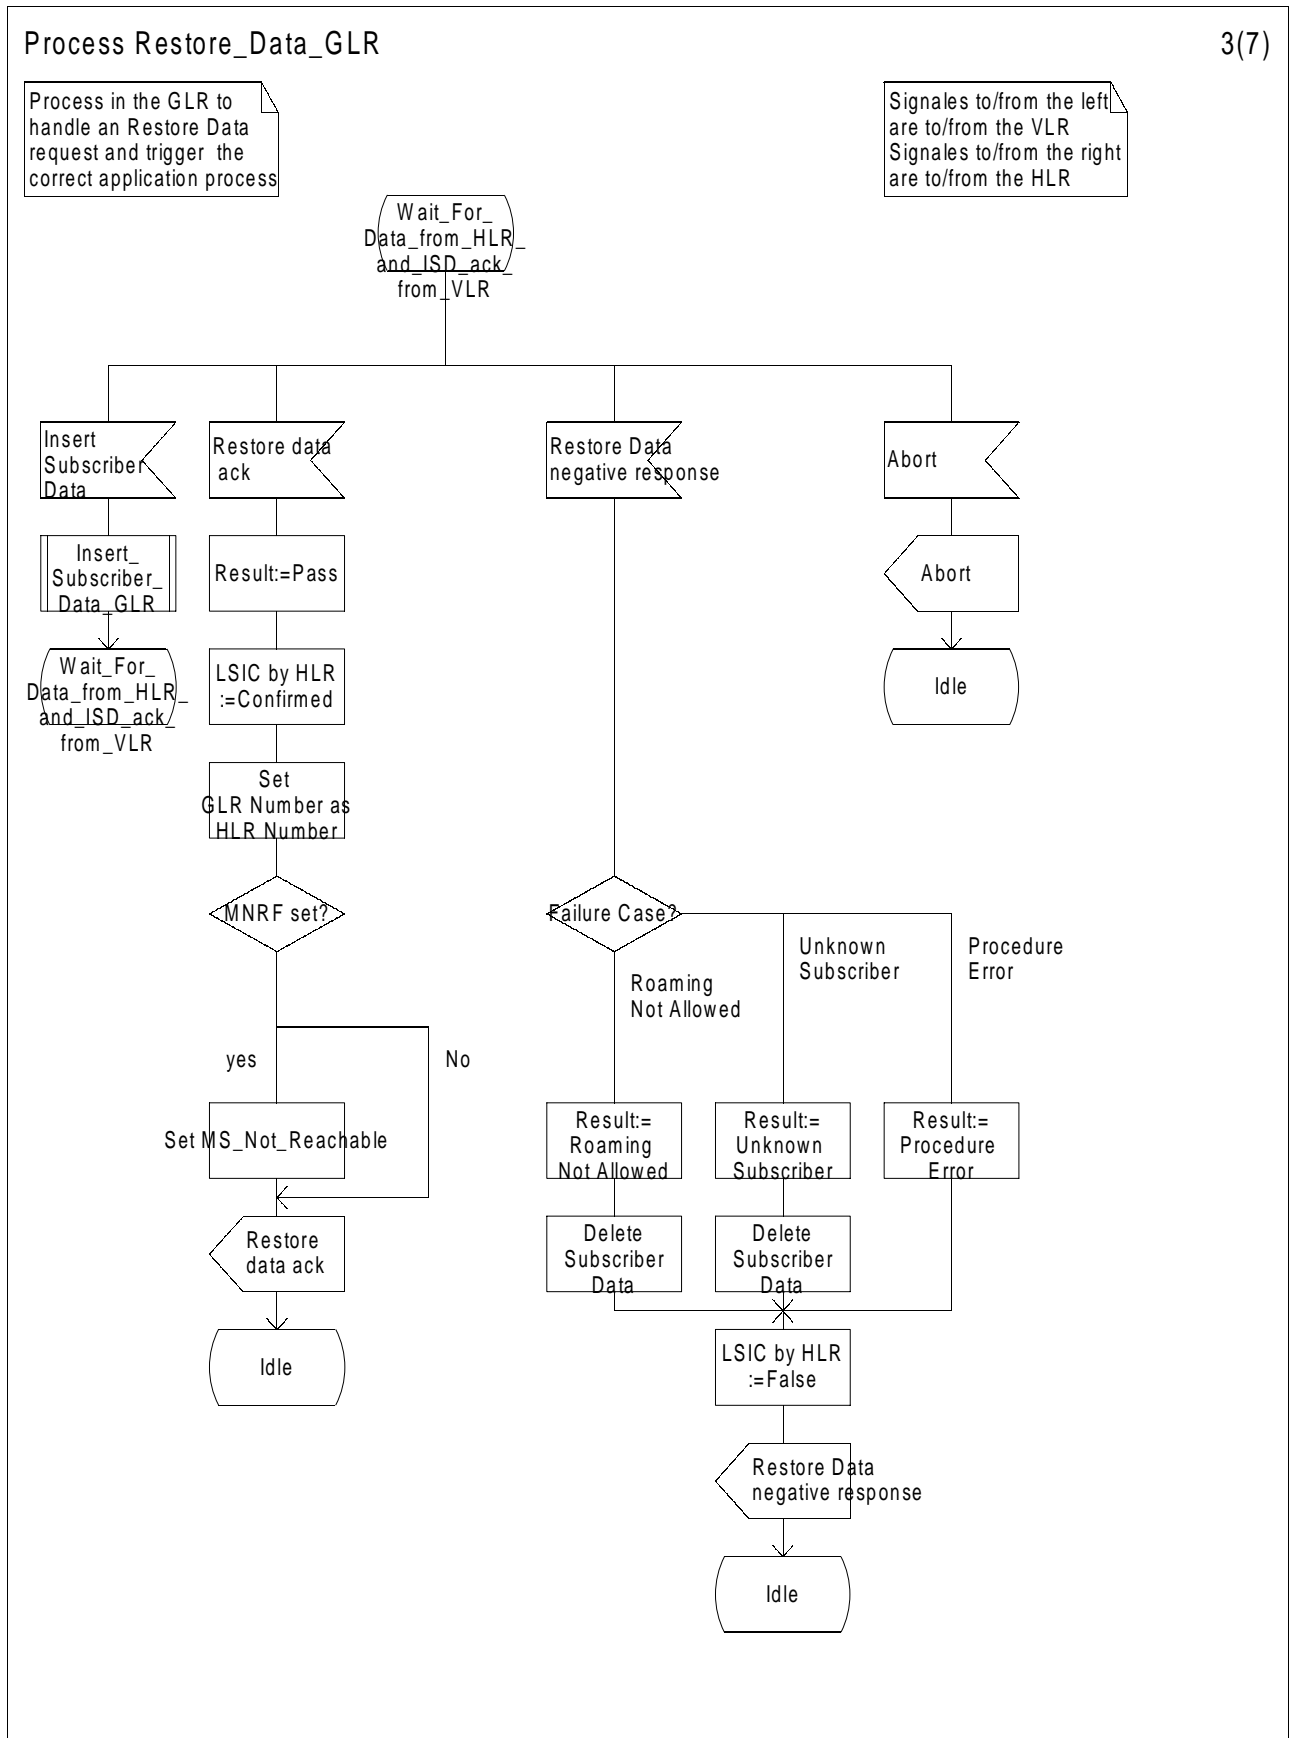 Process Restore_Data_GLR
3(7)
Process in the GLR to
handle an Restore Data
request and trigger the
correct application process
Signales to/from the left
are to/from the VLR
Signales to/from the right
are to/from the HLR
Wait_For_
Data_from_HLR_
and_ISD_ack_
from_VLR
Insert
Subscriber
Data
Restore data
ack
Restore Data
negative response
Abort
Insert_
Subscriber_
Data_GLR
Result:=Pass
Abort
Wait_For_
Data_from_HLR_
and_ISD_ack_
from_VLR
LSIC by HLR
:=Confirmed
Idle
Set
GLR Number as
HLR Number
MNRF set?
Failure Case?
Unknown
Subscriber
Procedure
Error
Roaming
Not Allowed
yes
No
Set MS_Not_Reachable
Result:=
Roaming
Not Allowed
Result:=
Unknown
Subscriber
Result:=
Procedure
Error
Restore
data ack
Delete
Subscriber
Data
Delete
Subscriber
Data
Idle
LSIC by HLR
:=False
Restore Data
negative response
Idle